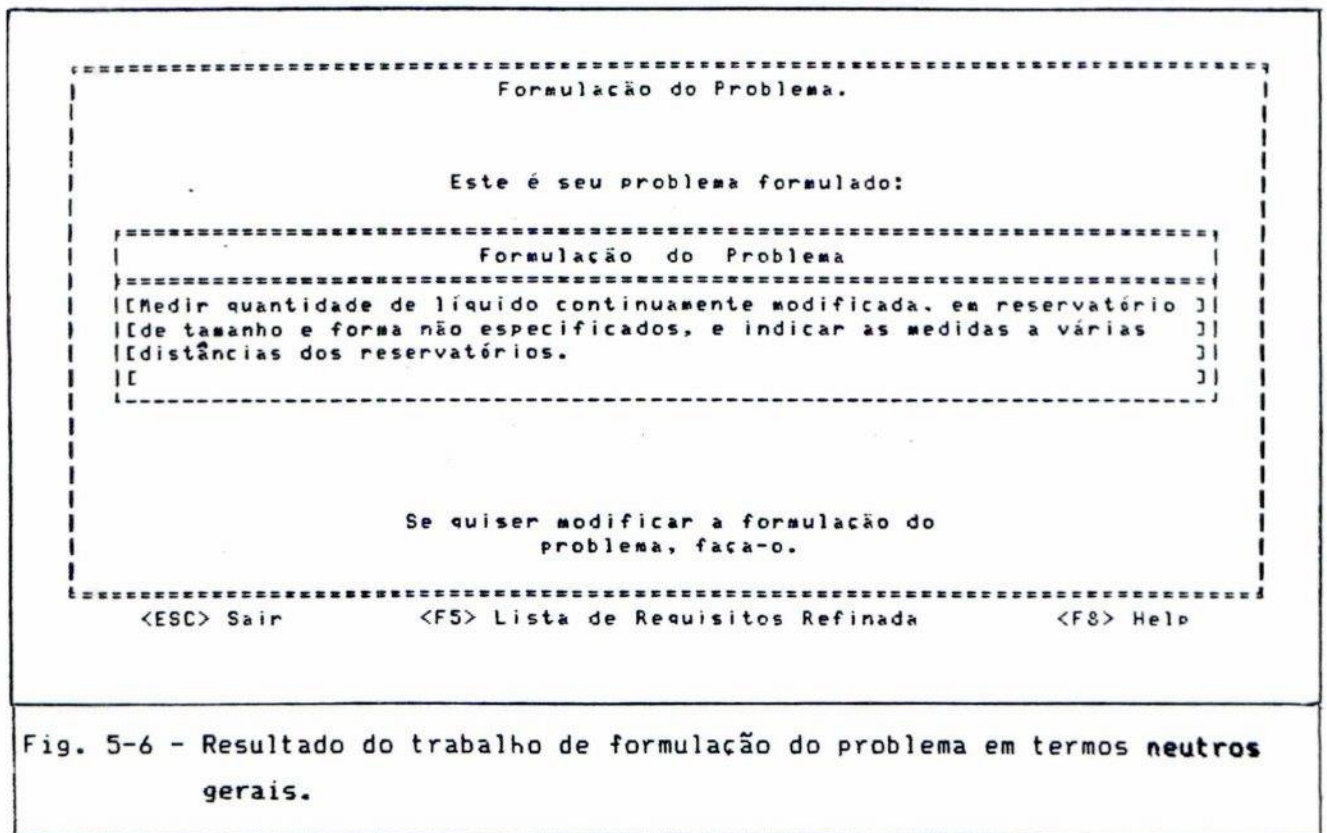 Formulação do Problema.
Este é seu problema formulado:
Formulação do Problema
[Medir quantidade de líquido continuamente modificada. em reservatório ]
[de tamanho e forma não especificados, e indicar as medidas a várias ]
[distâncias dos reservatórios. ]
[ ]
Se quiser modificar a formulação do
problema, faça-o.
<ESC> Sair <F5> Lista de Requisitos Refinada <F8> Help
Fig. 5-6 - Resultado do trabalho de formulação do problema em termos neutros
gerais.